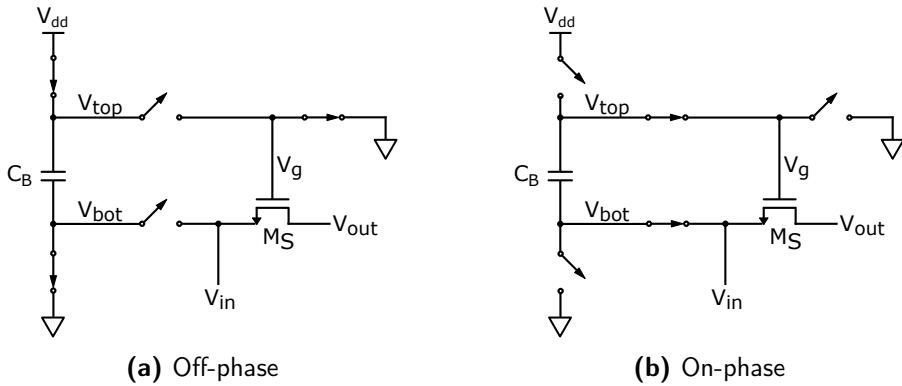 Vdd
Vtop
Vg
CB
Vbot
MS
Vout
Vin
(a) Off-phase
Vdd
Vtop
Vg
CB
Vbot
MS
Vout
Vin
(b) On-phase